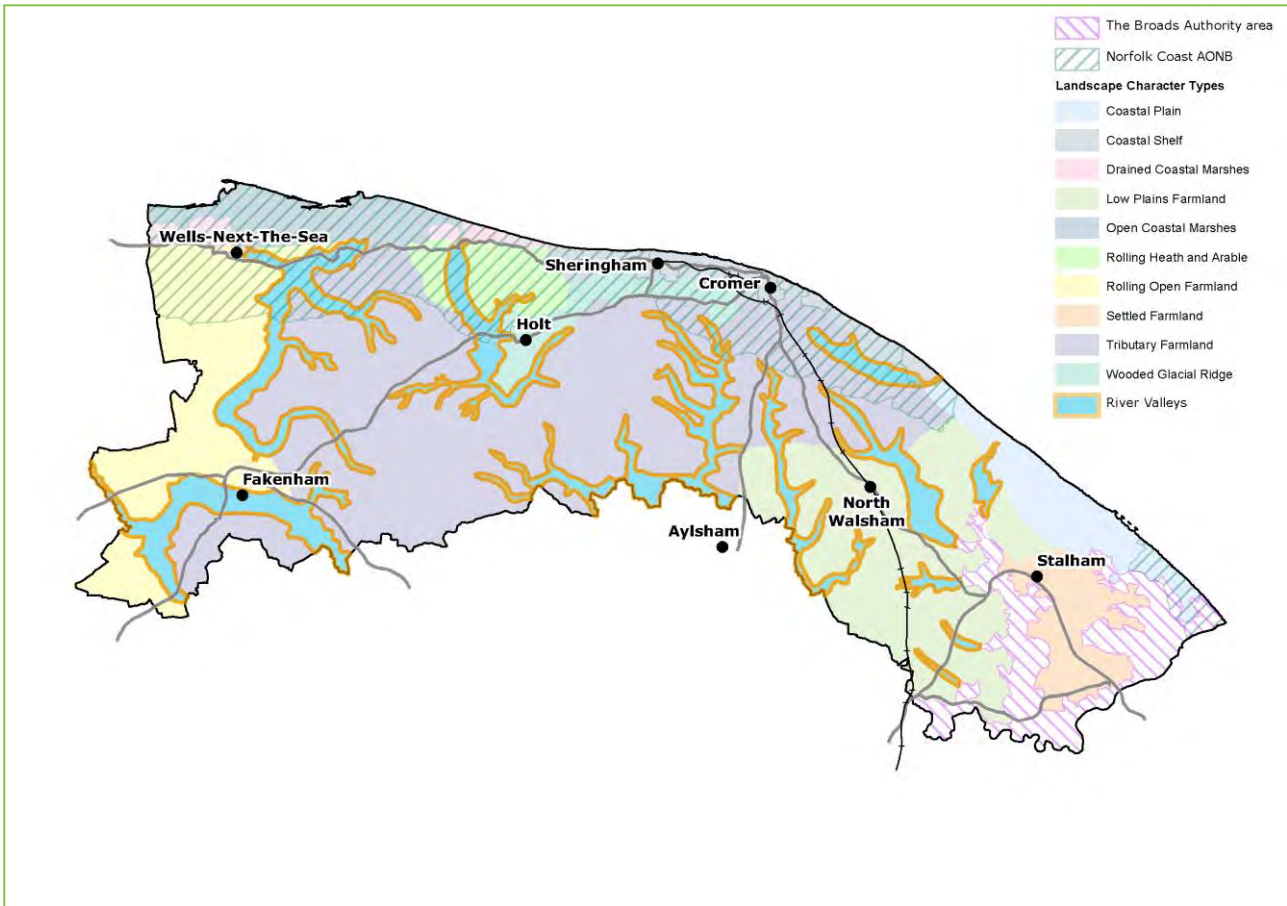 The Broads Authority area
Norfolk Coast AONB
Landscape Character Types
Coastal Plain
Coastal Shelf
Drained Coastal Marshes
Low Plains Farmland
Open Coastal Marshes
Rolling Heath and Arable
Rolling Open Farmland
Settled Farmland
Tributary Farmland
Wooded Glacial Ridge
River Valleys
Wells-Next-The-Sea
Sheringham
Cromer
Holt
Fakenham
North
Walsham
Aylsham
Stalham